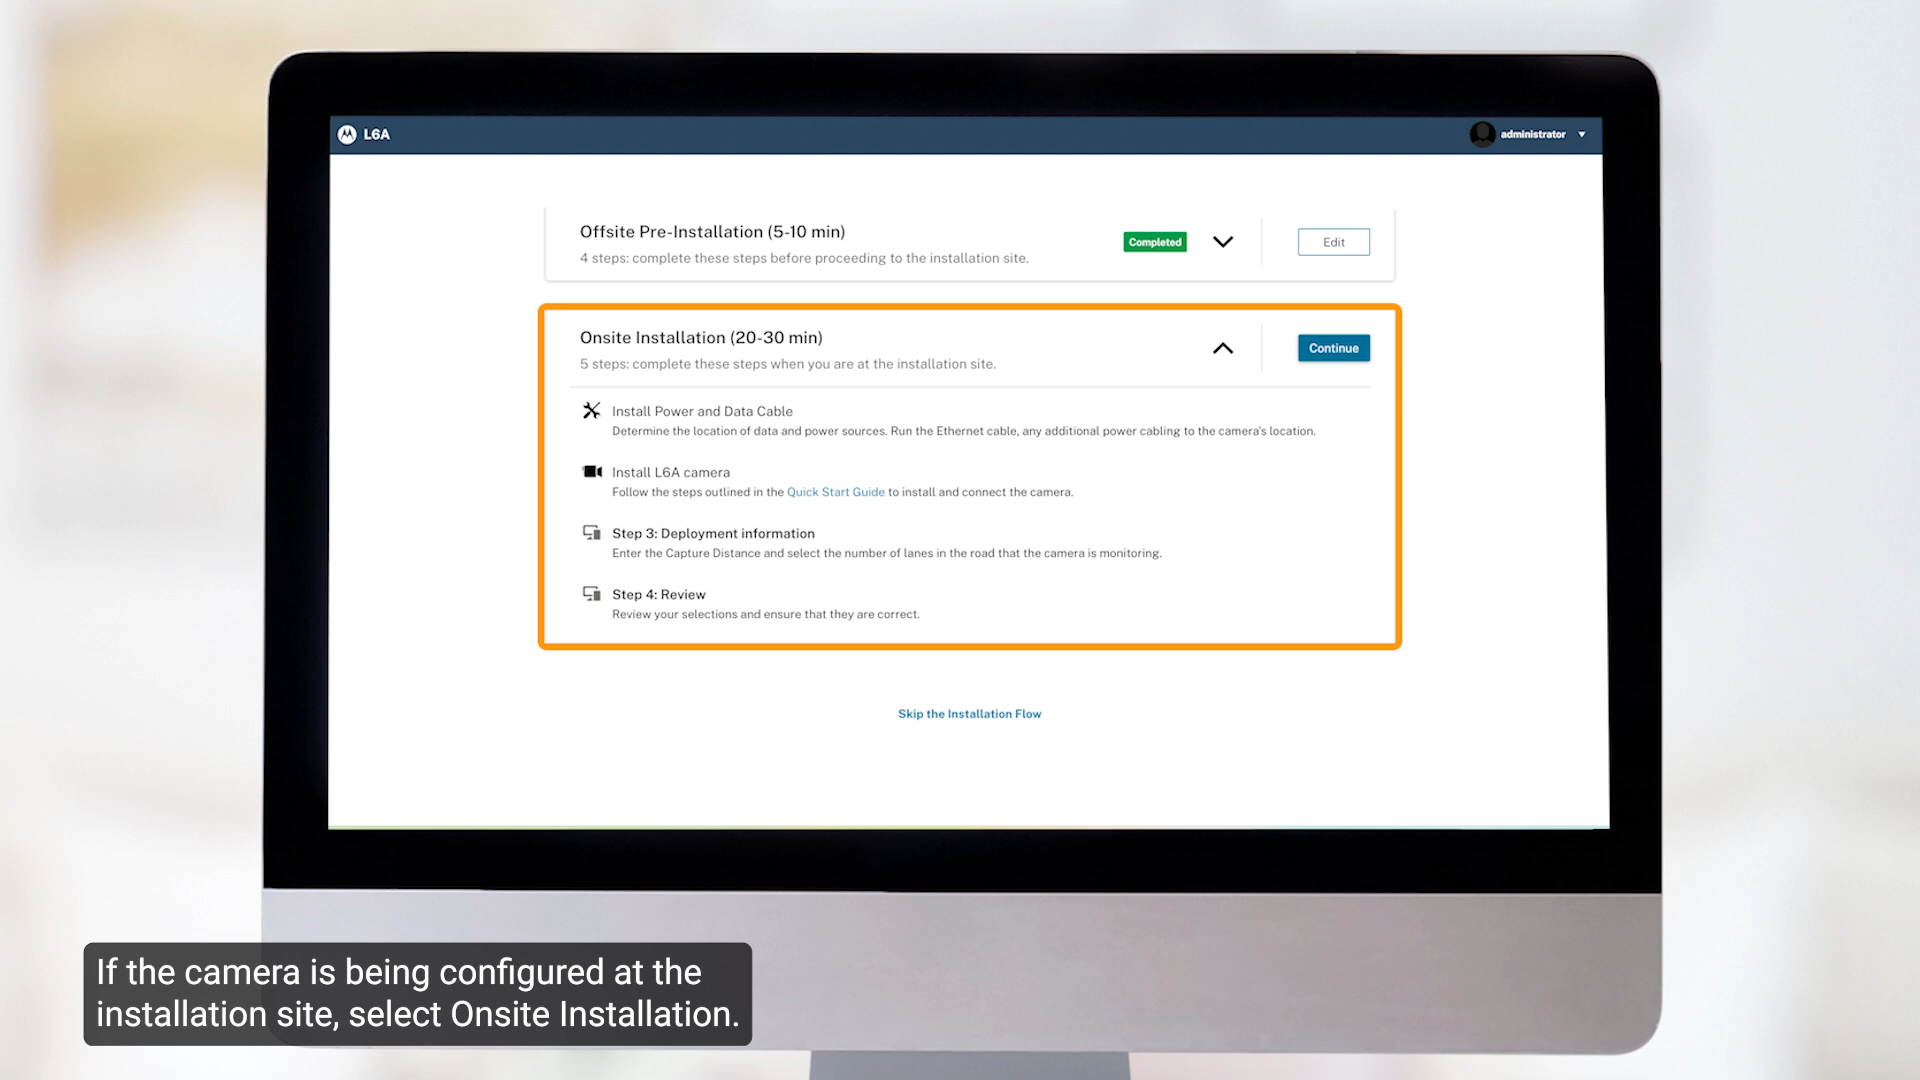 L6A
administrator
Offsite Pre-Installation (5-10 min)
Completed
Edit
4 steps: complete these steps before proceeding to the installation site.
Onsite Installation (20-30 min)
Continue
5 steps: complete these steps when you are at the installation site.
Install Power and Data Cable
Determine the location of data and power sources. Run the Ethernet cable, any additional power cabling to the camera's location.
Install L6A camera
Follow the steps outlined in the Quick Start Guide to install and connect the camera.
Step 3: Deployment information
Enter the Capture Distance and select the number of lanes in the road that the camera is monitoring.
Step 4: Review
Review your selections and ensure that they are correct.
Skip the Installation Flow
If the camera is being configured at the
installation site, select Onsite Installation.